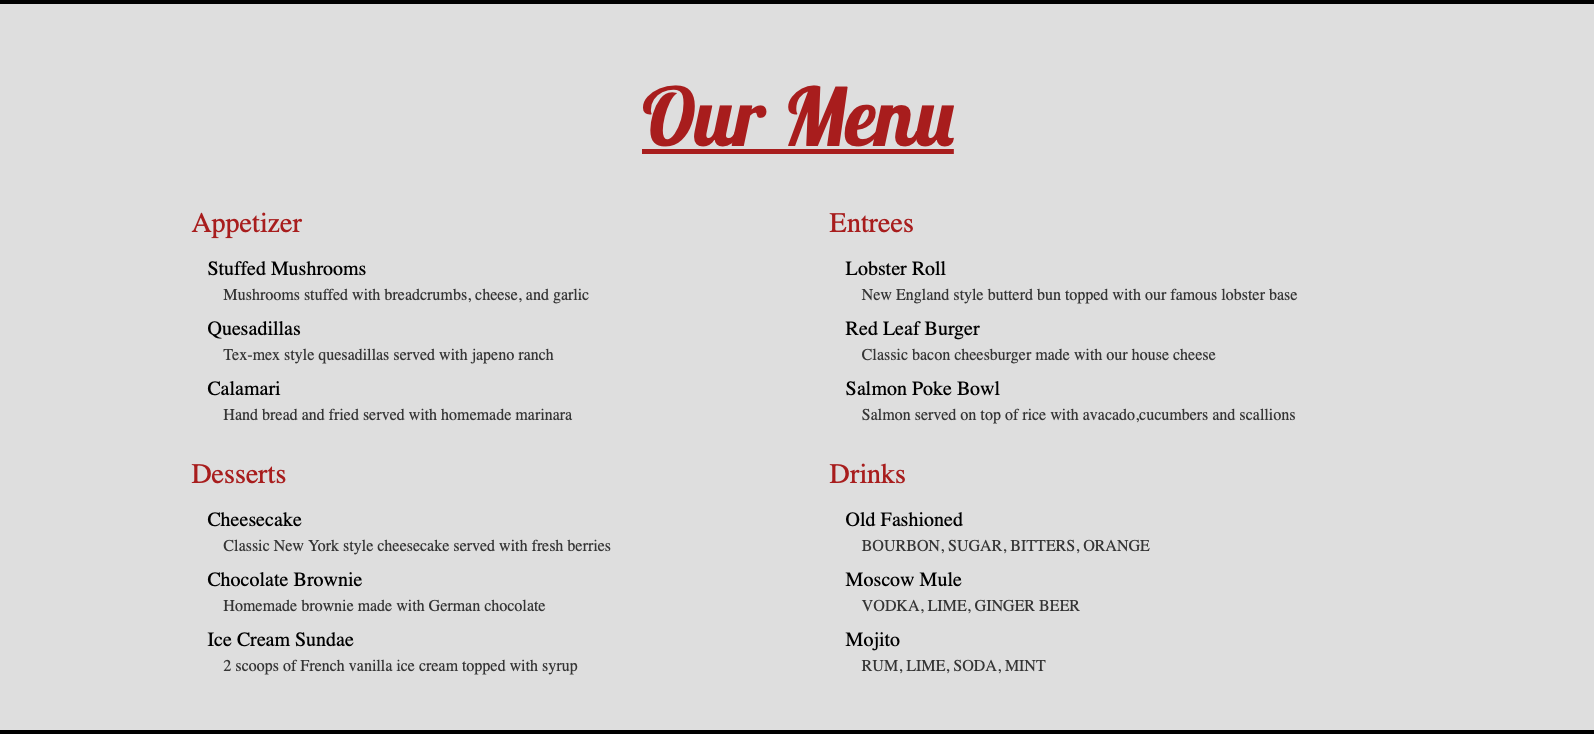 Our Menu
Appetizer
Stuffed Mushrooms
Mushrooms stuffed with breadcrumbs, cheese, and garlic
Quesadillas
Tex-mex style quesadillas served with japeno ranch
Calamari
Hand bread and fried served with homemade marinara
Entrees
Lobster Roll
New England style butterd bun topped with our famous lobster base
Red Leaf Burger
Classic bacon cheesburger made with our house cheese
Salmon Poke Bowl
Salmon served on top of rice with avacado,cucumbers and scallions
Desserts
Cheesecake
Classic New York style cheesecake served with fresh berries
Chocolate Brownie
Homemade brownie made with German chocolate
Ice Cream Sundae
2 scoops of French vanilla ice cream topped with syrup
Drinks
Old Fashioned
BOURBON, SUGAR, BITTERS, ORANGE
Moscow Mule
VODKA, LIME, GINGER BEER
Mojito
RUM, LIME, SODA, MINT